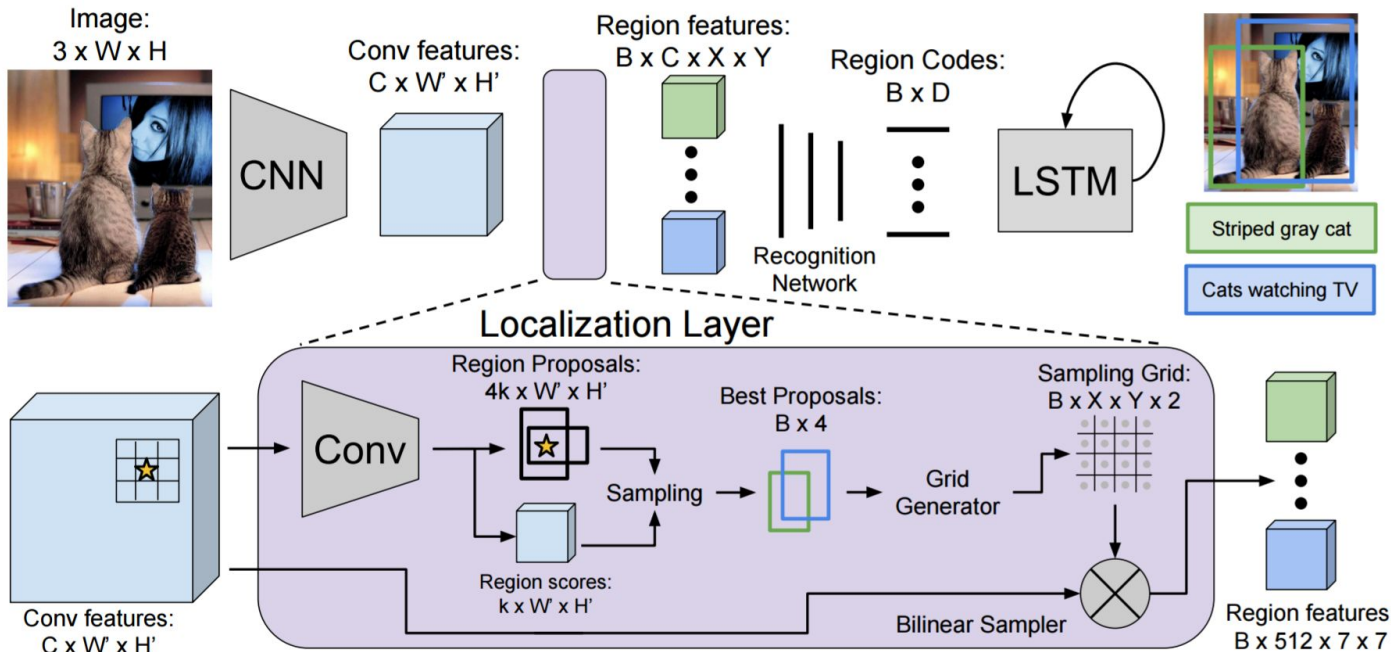 Image:
3 x W x H
Conv features:
C x W' x H'
Region features:
B x C x X x Y
Region Codes:
B x D
CNN
LSTM
Recognition
Network
Striped gray cat
Cats watching TV
Localization Layer
Region Proposals:
4k x W' x H'
Conv
Sampling
Region scores:
k x W' x H'
Best Proposals:
B x 4
Grid
Generator
Sampling Grid:
B x X x Y x 2
Bilinear Sampler
Conv features:
C x W' x H'
Region features
B x 512 x 7 x 7